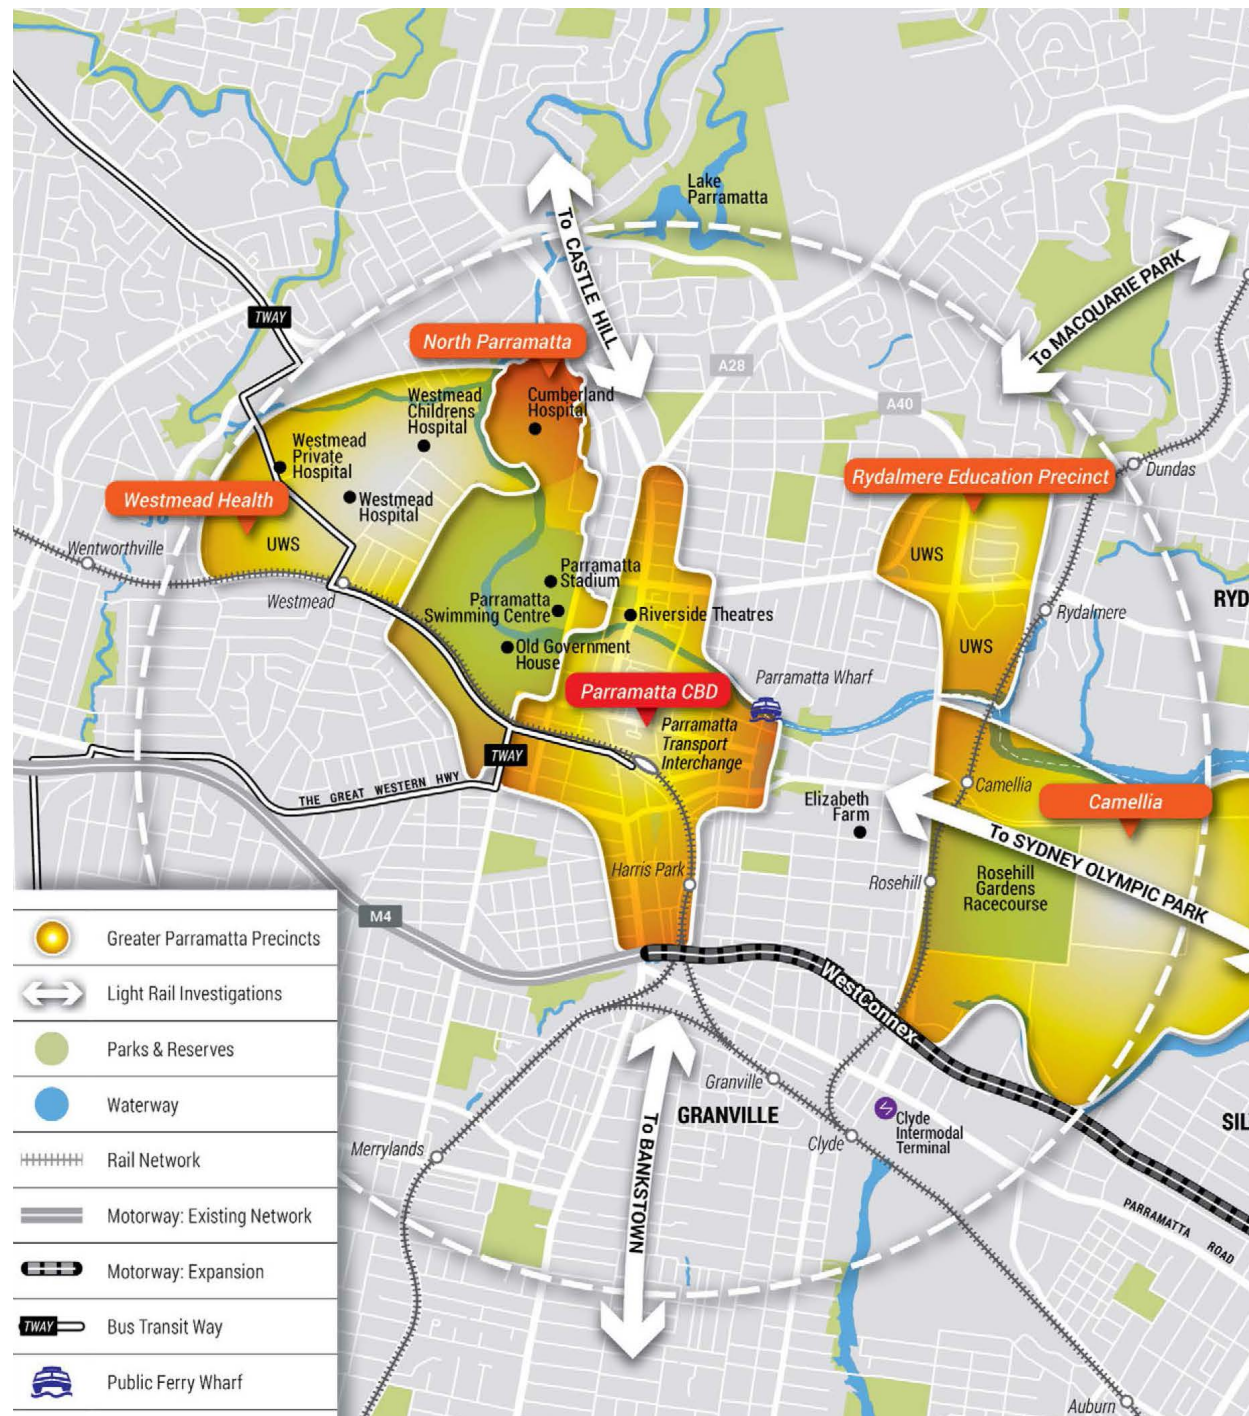 Lake
Parramatta
To CASTLE HILL
To MACQUARIE PARK
TWAY
North Parramatta
A28
A40
Westmead
Childrens
Hospital
Cumberland
Hospital
Westmead
Private
Hospital
Westmead Health
Westmead
Hospital
Rydalmere Education Precinct
Dundas
UWS
Wentworthville
Westmead
UWS
Parramatta
Stadium
Parramatta
Swimming Centre
Riverside Theatres
Rydalmere
RYD
Old Government
House
UWS
Parramatta CBD
Parramatta Wharf
Parramatta
Transport
Interchange
TWAY
THE GREAT WESTERN HWY
Camellia
Camellia
Elizabeth
Farm
To SYDNEY OLYMPIC PARK
Harris Park
Rosehill
Rosehill
Gardens
Racecourse
M4
WestConnex
Granville
GRANVILLE
Clyde
Clyde
Intermodal
Terminal
SIL
Merrylands
To BANKSTOWN
PARRAMATTA ROAD
Auburn
Greater Parramatta Precincts
Light Rail Investigations
Parks & Reserves
Waterway
Rail Network
Motorway: Existing Network
Motorway: Expansion
TWAY
Bus Transit Way
Public Ferry Wharf